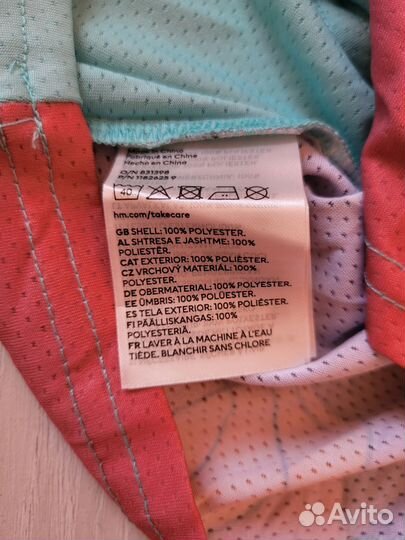 Made in China
Fabriqué en Chine
Hecho en China
O/N 831398
P/N 1182625 9
40
hm.com/takecare
GB SHELL: 100% POLYESTER.
AL SHTRESA E JASHTME: 100%
POLIESTËR.
CAT EXTERIOR: 100% POLIÈSTER.
CZ VRCHOVÝ MATERIÁL: 100%
POLYESTER.
DE OBERMATERIAL: 100% POLYESTER.
EE ÜMBRIS: 100% POLÜESTER.
ES TELA EXTERIOR: 100% POLIÉSTER.
FI PÄÄLLISKANGAS: 100%
POLYESTERIÄ.
FR LAVER À LA MACHINE À L'EAU
TIÈDE. BLANCHIR SANS CHLORE
Avito